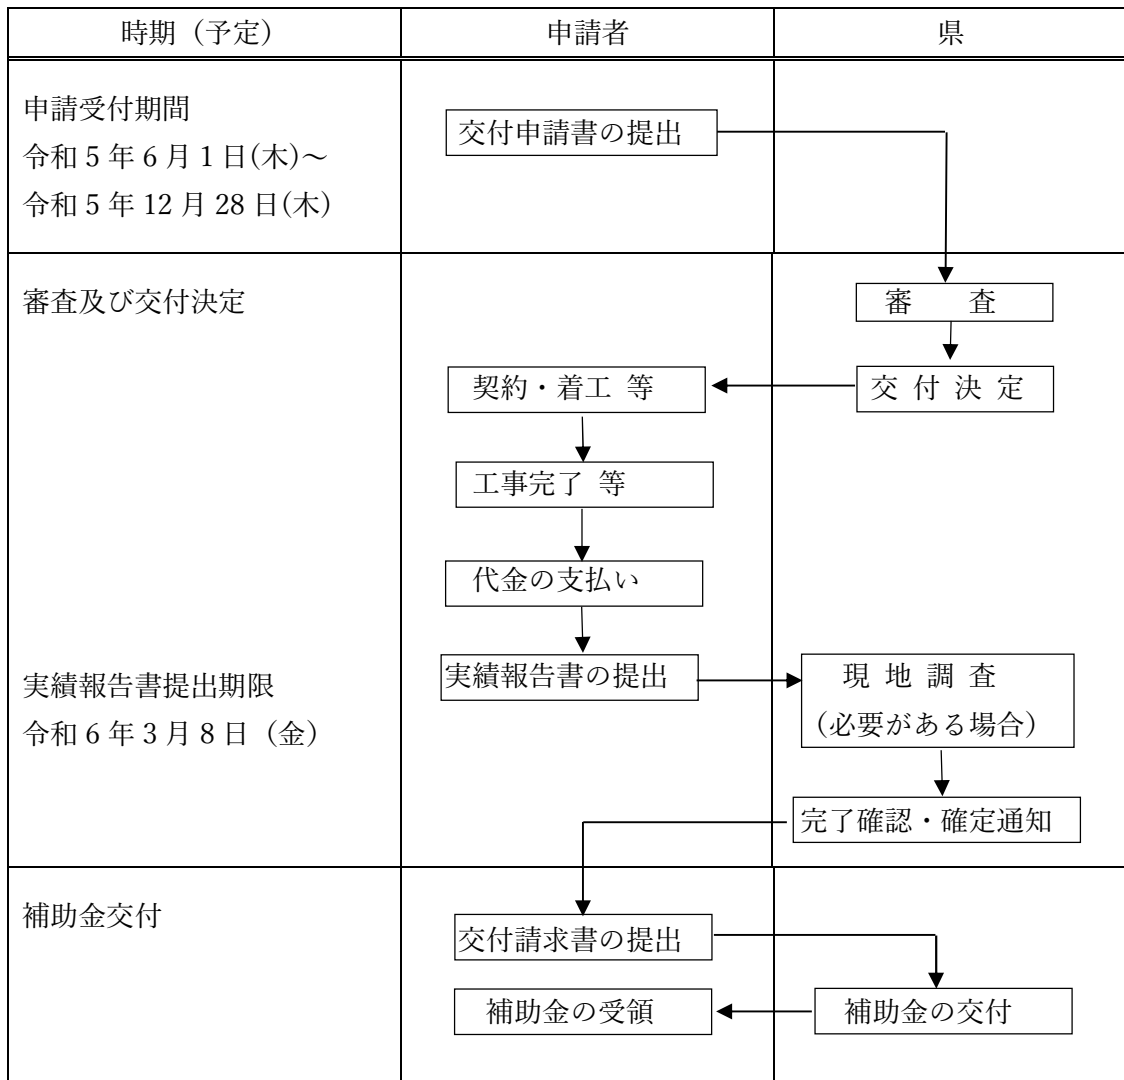 時期（予定）
申請者
県
申請受付期間
令和5年6月1日(木)～
令和5年12月28日(木)
交付申請書の提出
審査及び交付決定
審　　査
交 付 決 定
契約・着工 等
工事完了 等
代金の支払い
実績報告書提出期限
令和6年3月8日（金）
実績報告書の提出
現 地 調 査
（必要がある場合）
完了確認・確定通知
補助金交付
交付請求書の提出
補助金の受領
補助金の交付